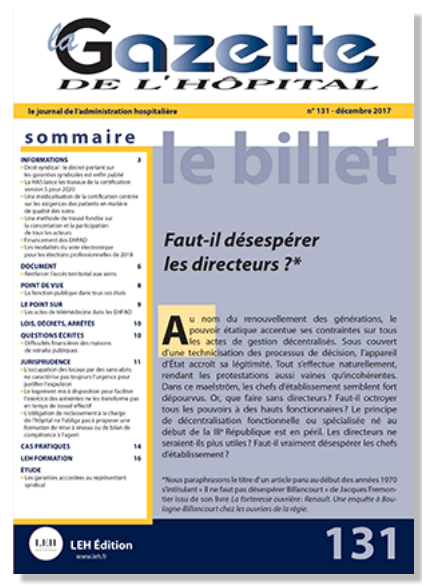 la
Gazette
DE L'HÔPITAL
le journal de l'administration hospitalière
n° 131 - décembre 2017
sommaire
INFORMATIONS 3
Droit syndical : le décret portant sur
les garanties syndicales est enfin publié
La HAS lance les travaux de la certification
version 5 pour 2020
Une médicalisation de la certification centrée
sur les exigences des patients en matière
de qualité des soins
Une méthode de travail fondée sur
la concertation et la participation
de tous les acteurs
Financement des EHPAD
Les modalités du vote électronique
pour les élections professionnelles de 2018
DOCUMENT 6
Renforcer l'accès territorial aux soins
POINT DE VUE 8
La fonction publique dans tous ses états
LE POINT SUR 9
Les actes de télémédecine dans les EHPAD
LOIS, DÉCRETS, ARRÊTÉS 10
QUESTIONS ÉCRITES 10
Difficultés financières des maisons
de retraite publiques
JURISPRUDENCE 11
L'occupation des locaux par des sans abris
ne caractérise pas toujours l'urgence pour
justifier l'expulsion
Le logement mis à disposition pour faciliter
l'exercice des astreintes ne les transforme pas
en temps de travail effectif
L'obligation de reclassement à la charge
de l'hôpital ne l'oblige pas à proposer une
formation de mise à niveau ou de bilan de
compétence à l'agent
CAS PRATIQUES 14
LEH FORMATION 16
ÉTUDE
Les garanties accordées au représentant
syndical
le billet
Faut-il désespérer
les directeurs ?*
Au nom du renouvellement des générations, le
pouvoir étatique accentue ses contraintes sur tous
les actes de gestion décentralisés. Sous couvert
d'une technicisation des processus de décision, l'appareil
d'État accroît sa légitimité. Tout s'effectue naturellement,
rendant les protestations aussi vaines qu'incohérentes.
Dans ce maelström, les chefs d'établissement semblent fort
dépourvus. Or, que faire sans directeurs ? Faut-il octroyer
tous les pouvoirs à des hauts fonctionnaires ? Le principe
de décentralisation fonctionnelle ou spécialisée né au
début de la IIIᵉ République est en péril. Les directeurs ne
seraient-ils plus utiles ? Faut-il vraiment désespérer les chefs
d'établissement ?
*Nous paraphrasons le titre d'un article paru au début des années 1970
s'intitulant « Il ne faut pas désespérer Billancourt » de Jacques Fremon-
tier issu de son livre La forteresse ouvrière : Renault. Une enquête à Bou-
logne-Billancourt chez les ouvriers de la régie.
LEH
LEH Édition
www.leh.fr
131